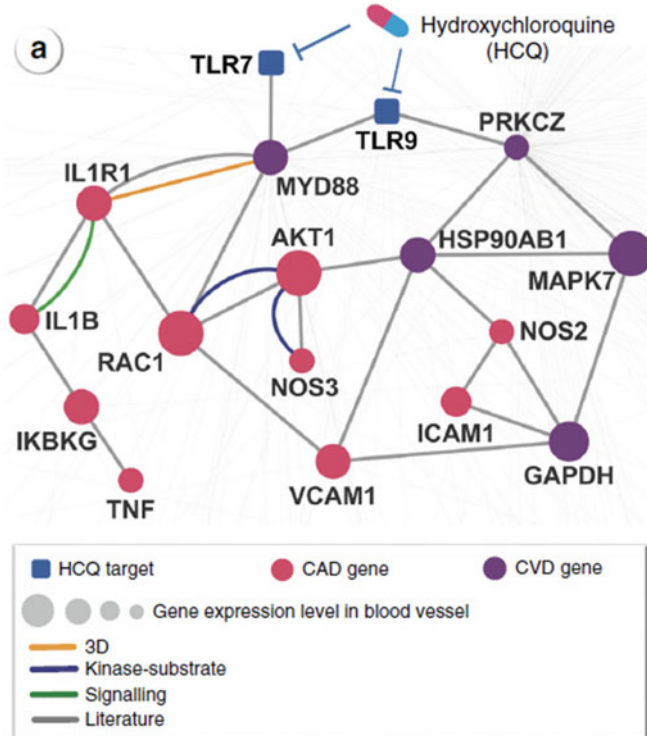 a
Hydroxychloroquine
(HCQ)
TLR7
TLR9
PRKCZ
IL1R1
MYD88
AKT1
HSP90AB1
MAPK7
IL1B
RAC1
NOS2
NOS3
IKBKG
ICAM1
TNF
VCAM1
GAPDH
HCQ target
CAD gene
CVD gene
Gene expression level in blood vessel
3D
Kinase-substrate
Signalling
Literature